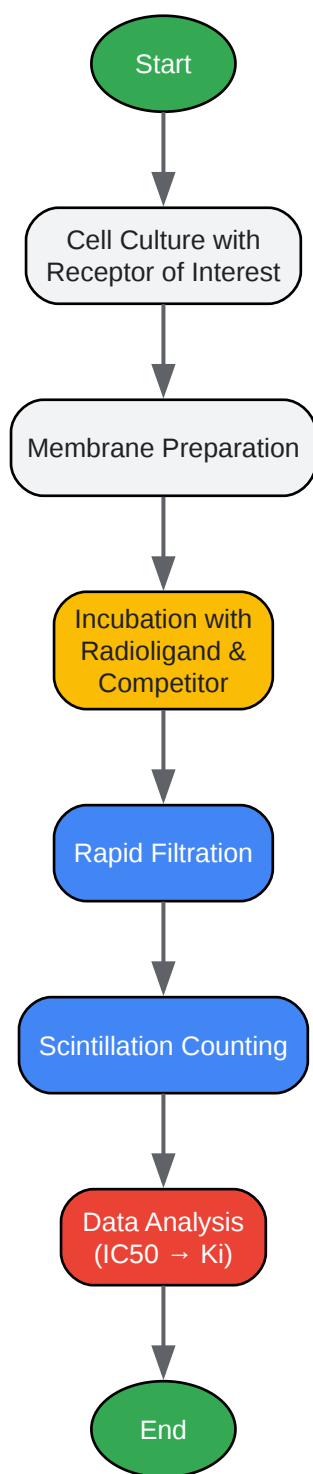 Start
Cell Culture with
Receptor of Interest
Membrane Preparation
Incubation with
Radioligand &
Competitor
Rapid Filtration
Scintillation Counting
Data Analysis
(IC50 → Ki)
End